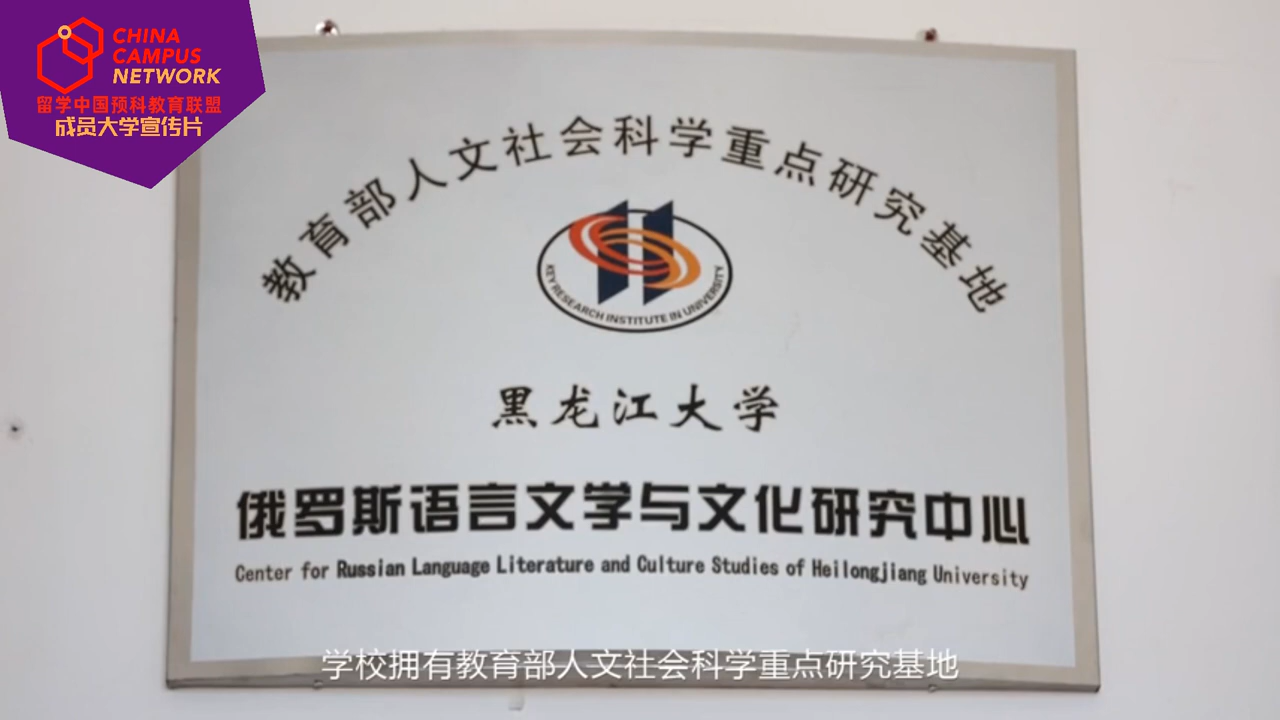 CHINA
CAMPUS
NETWORK
留学中国预科教育联盟
成员大学宣传片
教育部人文社会科学重点研究基地
KEY RESEARCH INSTITUTE IN UNIVERSITY
黑龙江大学
俄罗斯语言文学与文化研究中心
Center for Russian Language Literature and Culture Studies of Heilongjiang University
学校拥有教育部人文社会科学重点研究基地